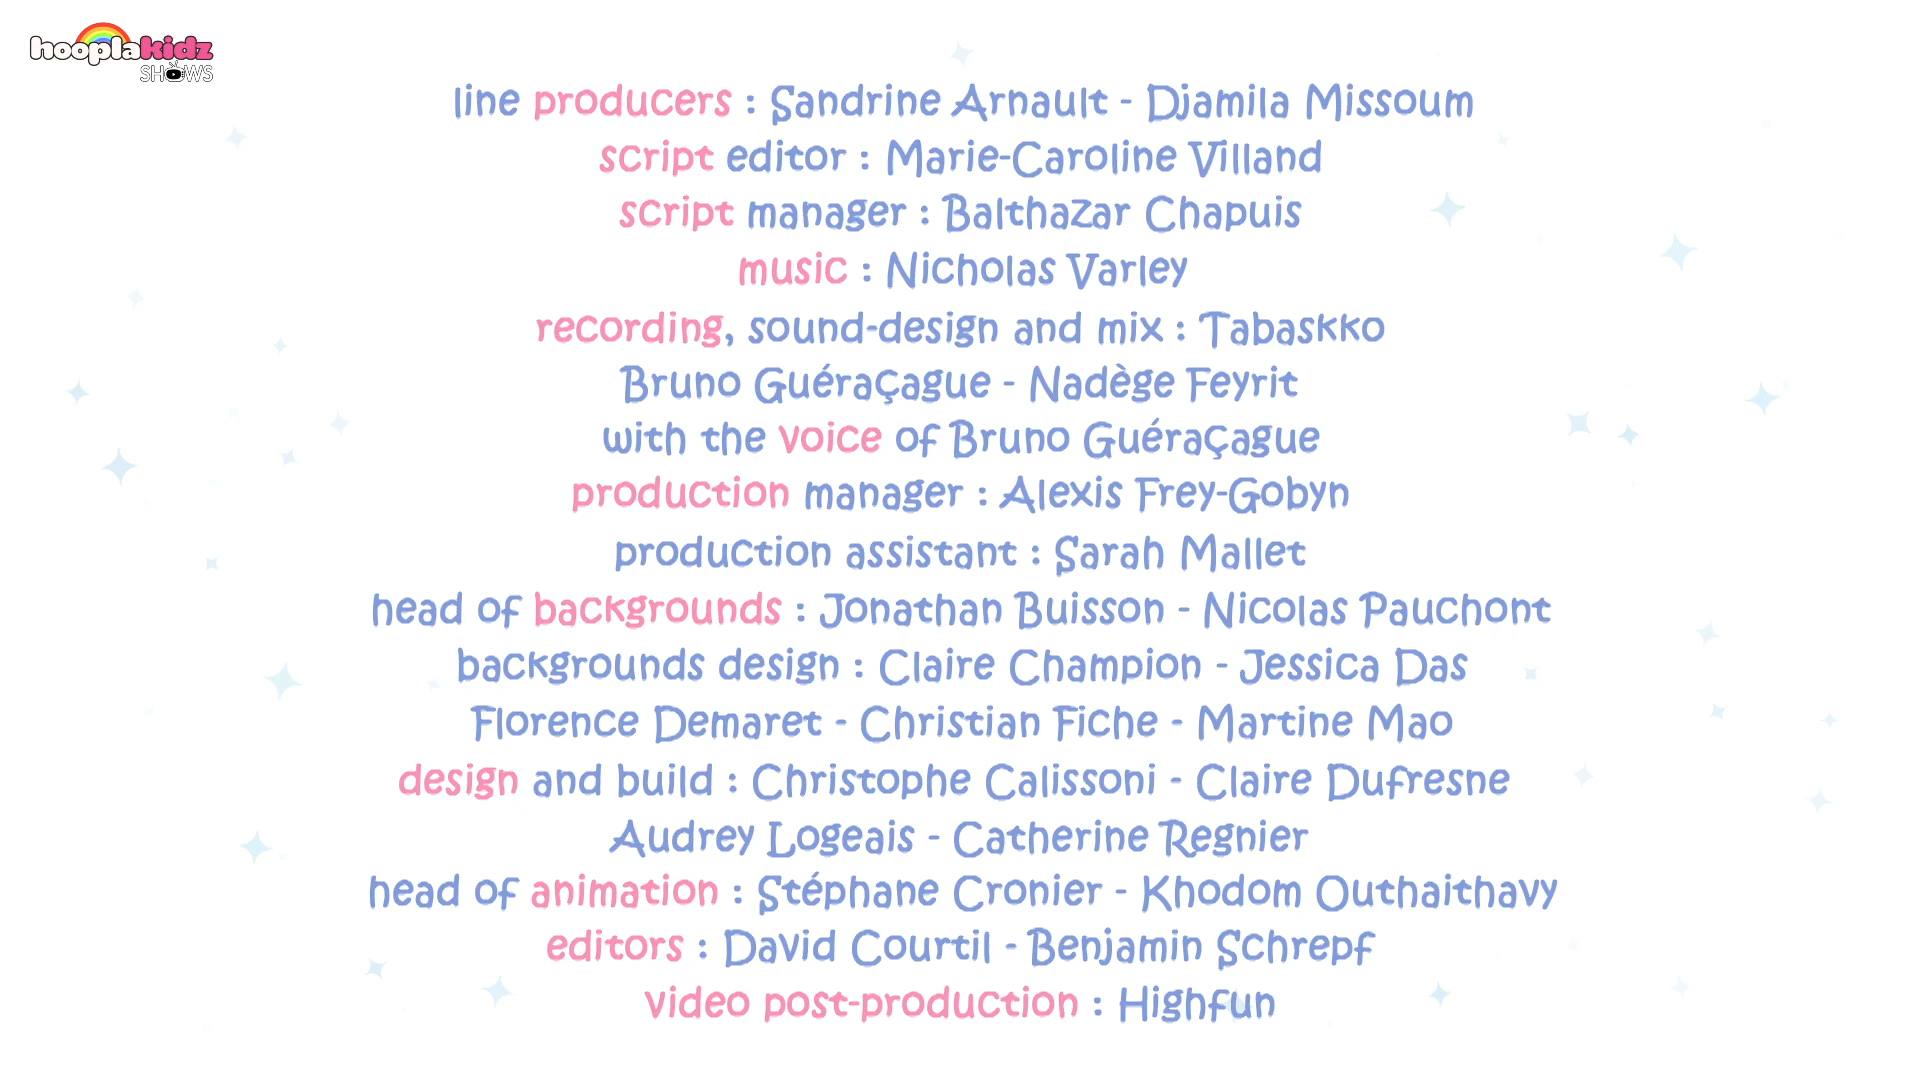 hooplakidz
SHOWS
line producers : Sandrine Arnault - Djamila Missoum
script editor : Marie-Caroline Villand
script manager : Balthazar Chapuis
music : Nicholas Varley
recording, sound-design and mix : Tabaskko
Bruno Guéraçague - Nadège Feyrit
with the voice of Bruno Guéraçague
production manager : Alexis Frey-Gobyn
production assistant : Sarah Mallet
head of backgrounds : Jonathan Buisson - Nicolas Pauchont
backgrounds design : Claire Champion - Jessica Das
Florence Demaret - Christian Fiche - Martine Mao
design and build : Christophe Calissoni - Claire Dufresne
Audrey Logeais - Catherine Regnier
head of animation : Stéphane Cronier - Khodom Outhaithavy
editors : David Courtil - Benjamin Schrepf
video post-production : Highfun